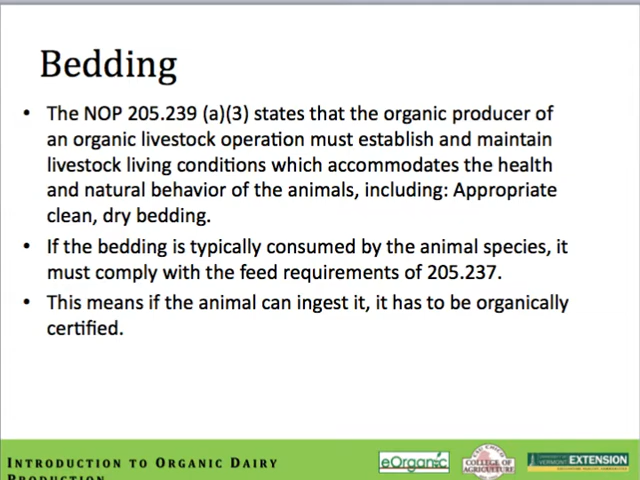 Bedding
• The NOP 205.239 (a)(3) states that the organic producer of
an organic livestock operation must establish and maintain
livestock living conditions which accommodates the health
and natural behavior of the animals, including: Appropriate
clean, dry bedding.
• If the bedding is typically consumed by the animal species, it
must comply with the feed requirements of 205.237.
• This means if the animal can ingest it, it has to be organically
certified.
INTRODUCTION TO ORGANIC DAIRY
PRODUCTION
eOrganic
COLLEGE OF
AGRICULTURE
VERMONT EXTENSION